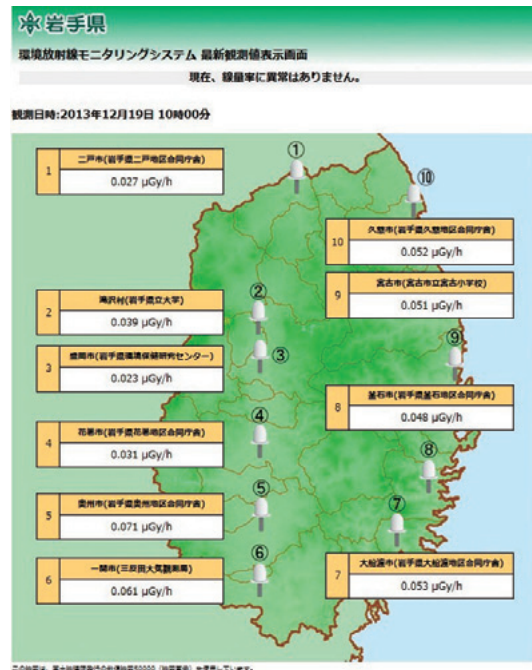 岩手県
環境放射線モニタリングシステム 最新観測値表示画面
現在、線量率に異常はありません。
観測日時:2013年12月19日 10時00分
1
二戸市(岩手県二戸地区合同庁舎)
0.027 μGy/h
①
⑩
10
久慈市(岩手県久慈地区合同庁舎)
0.052 μGy/h
2
滝沢村(岩手県立大学)
0.039 μGy/h
②
9
宮古市(宮古市立宮古小学校)
0.051 μGy/h
⑨
3
盛岡市(岩手県環境保健研究センター)
0.023 μGy/h
③
8
釜石市(岩手県釜石地区合同庁舎)
0.048 μGy/h
⑧
4
花巻市(岩手県花巻地区合同庁舎)
0.031 μGy/h
④
5
奥州市(岩手県奥州地区合同庁舎)
0.071 μGy/h
⑤
⑦
6
一関市(三反田大気観測局)
0.061 μGy/h
⑥
7
大船渡市(岩手県大船渡地区合同庁舎)
0.053 μGy/h